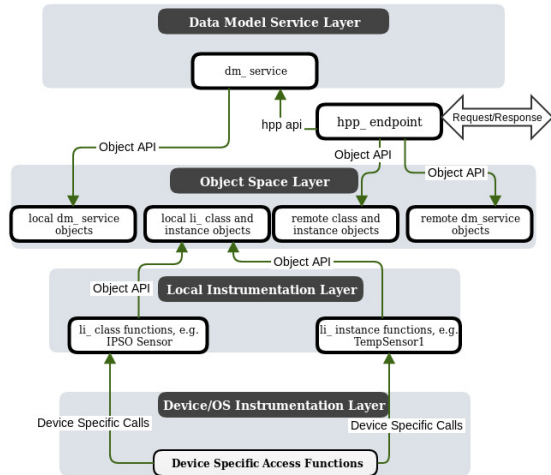 Data Model Service Layer
dm_ service
hpp api
hpp_ endpoint
Request/Response
Object API
Object API
Object API
Object Space Layer
local dm_ service
objects
local li_ class and
instance objects
remote class and
instance objects
remote dm_service
objects
Object API
Object API
Local Instrumentation Layer
li_ class functions, e.g.
IPSO Sensor
li_ instance functions, e.g.
TempSensor1
Device/OS Instrumentation Layer
Device Specific Calls
Device Specific Calls
Device Specific Access Functions